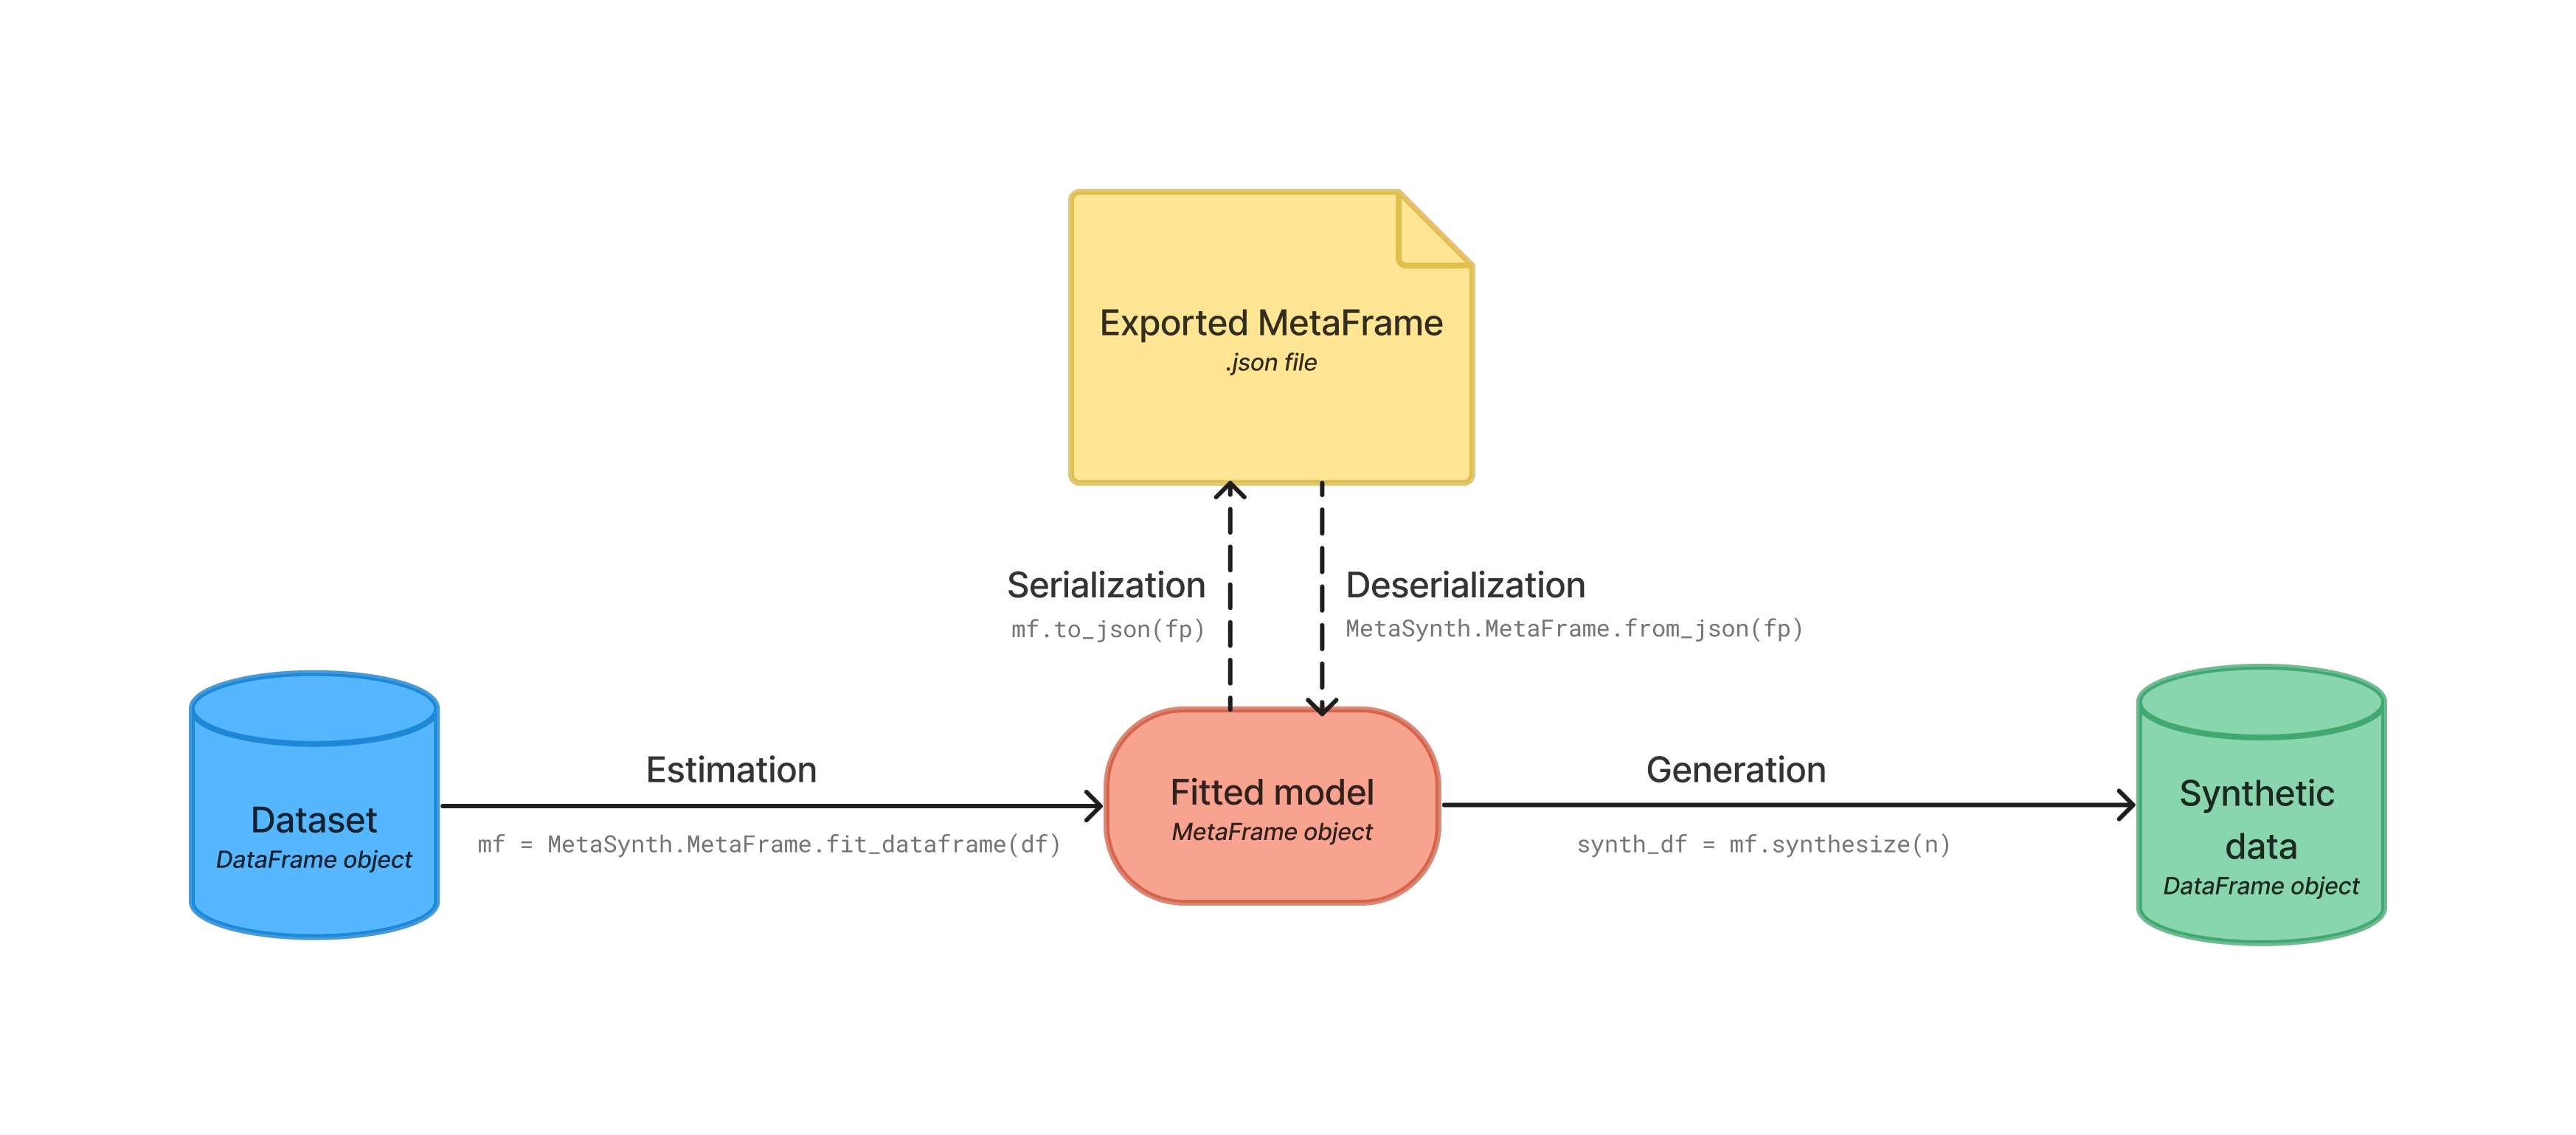 Exported MetaFrame
.json file
Serialization
mf.to_json(fp)
Deserialization
MetaSynth.MetaFrame.from_json(fp)
Dataset
DataFrame object
Estimation
mf = MetaSynth.MetaFrame.fit_dataframe(df)
Fitted model
MetaFrame object
Generation
synth_df = mf.synthesize(n)
Synthetic
data
DataFrame object